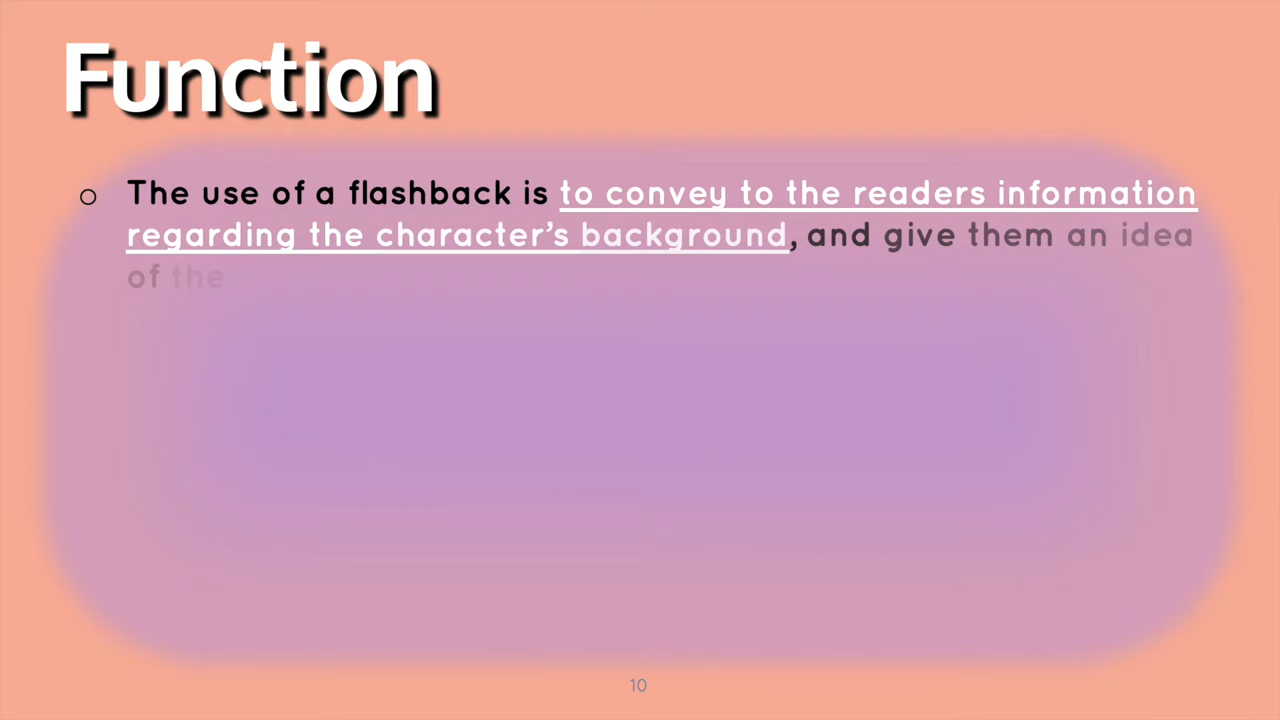 Function
○ The use of a flashback is to convey to the readers information
regarding the character’s background, and give them an idea
of the
10